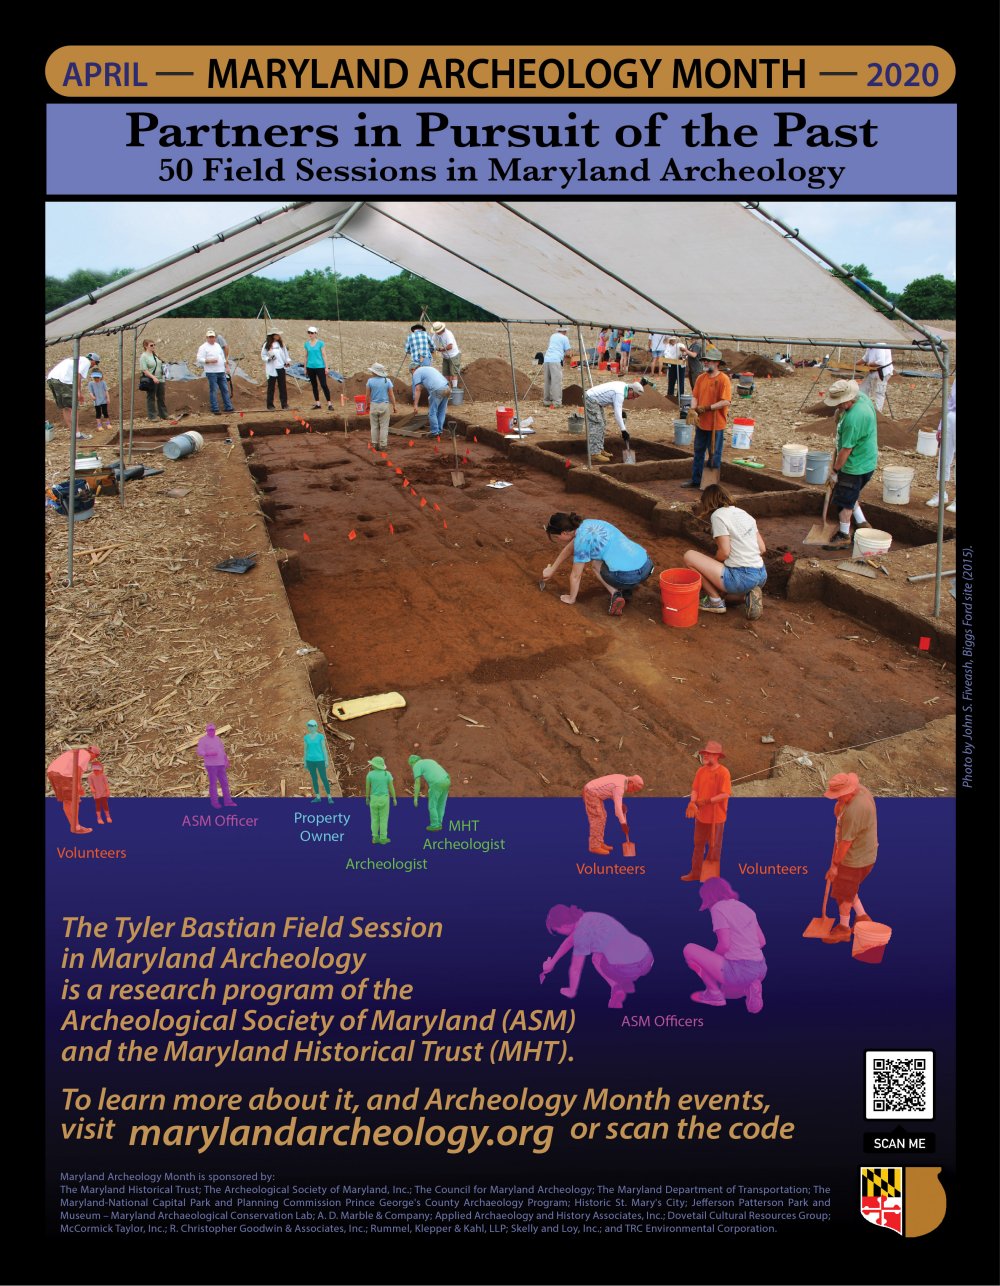 APRIL — MARYLAND ARCHEOLOGY MONTH — 2020
Partners in Pursuit of the Past
50 Field Sessions in Maryland Archeology
Photo by John S. Fiveash, Biggs Ford site (2015).
Volunteers
ASM Officer
Property
Owner
Archeologist
MHT
Archeologist
Volunteers
Volunteers
ASM Officers
The Tyler Bastian Field Session
in Maryland Archeology
is a research program of the
Archeological Society of Maryland (ASM)
and the Maryland Historical Trust (MHT).
To learn more about it, and Archeology Month events,
visit marylandarcheology.org or scan the code
SCAN ME
Maryland Archeology Month is sponsored by:
The Maryland Historical Trust; The Archeological Society of Maryland, Inc.; The Council for Maryland Archeology; The Maryland Department of Transportation; The
Maryland-National Capital Park and Planning Commission Prince George's County Archaeology Program; Historic St. Mary's City; Jefferson Patterson Park and
Museum – Maryland Archaeological Conservation Lab; A. D. Marble & Company; Applied Archaeology and History Associates, Inc.; Dovetail Cultural Resources Group;
McCormick Taylor, Inc.; R. Christopher Goodwin & Associates, Inc.; Rummel, Klepper & Kahl, LLP; Skelly and Loy, Inc.; and TRC Environmental Corporation.